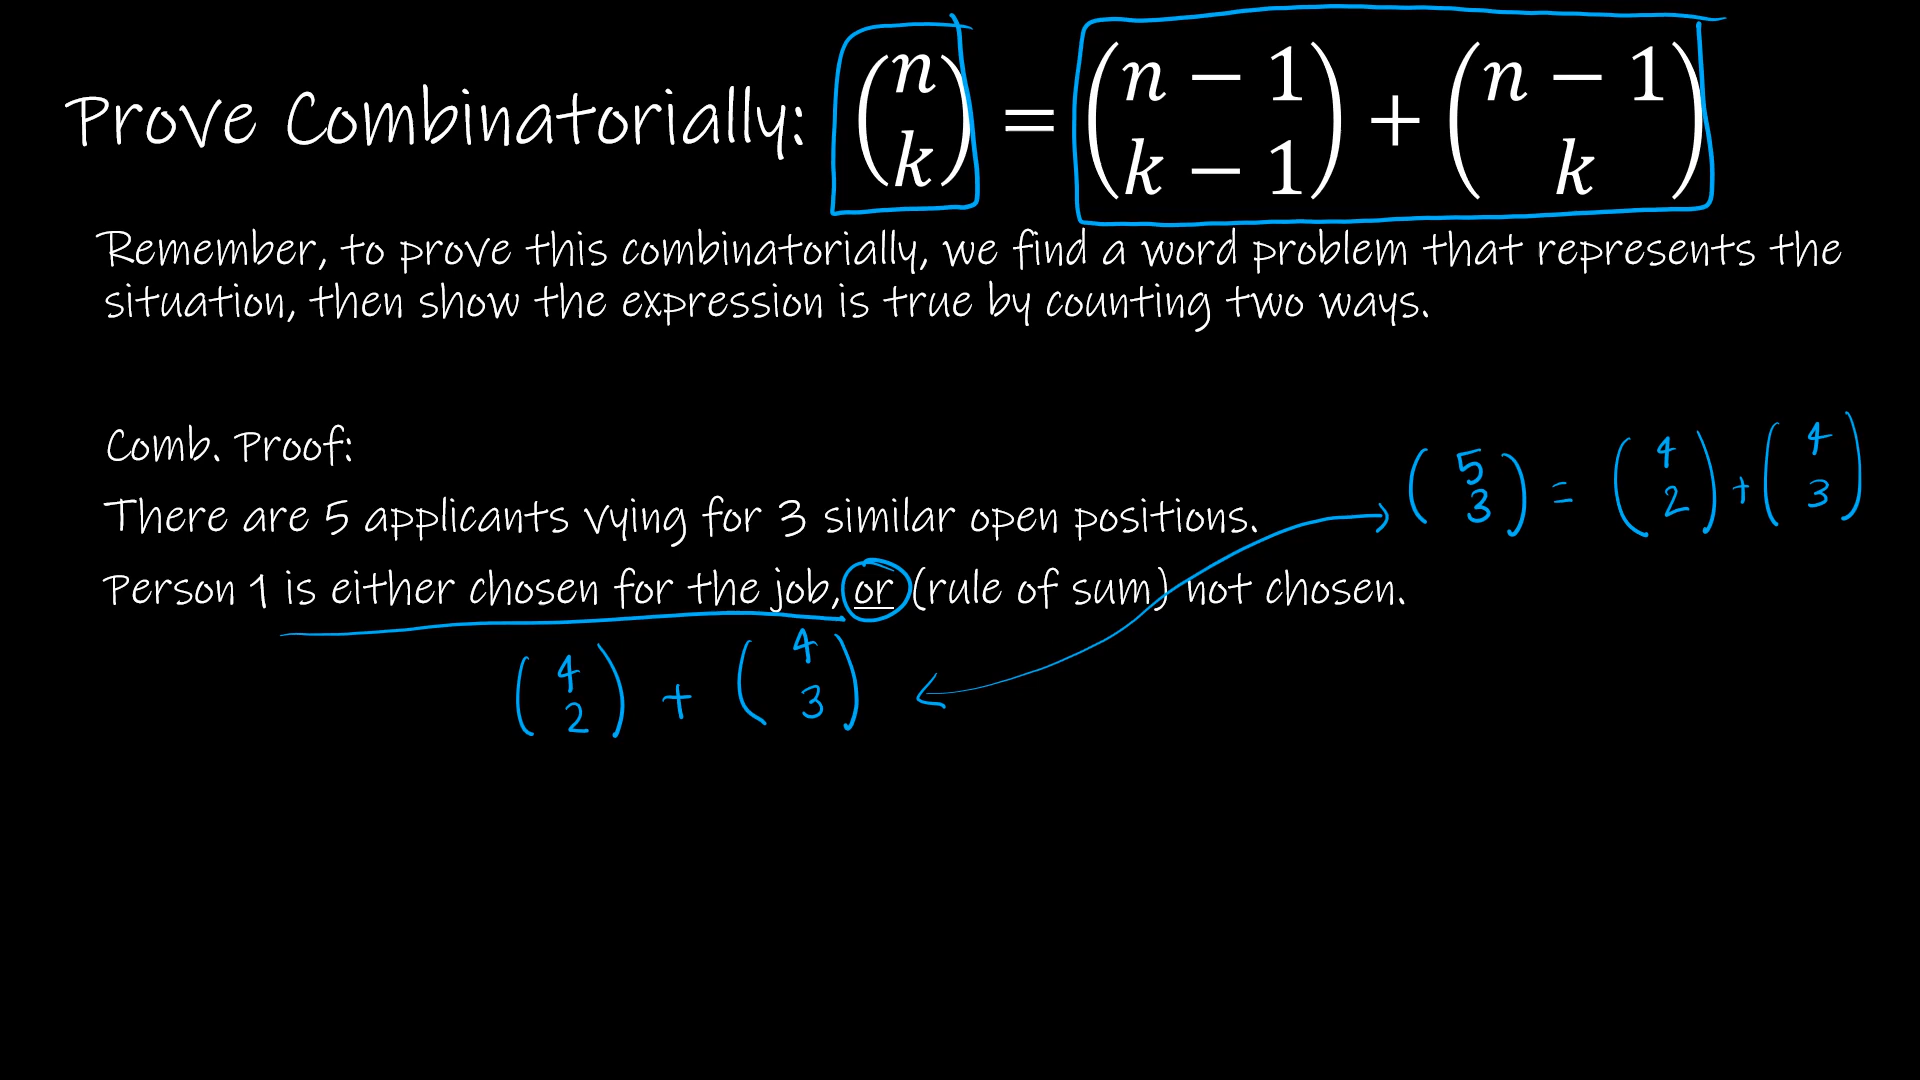 Prove Combinatorially: (n k) = (n − 1 k − 1) + (n − 1 k)
Remember, to prove this combinatorially, we find a word problem that represents the
situation, then show the expression is true by counting two ways.
Comb. Proof:
(5 3) = (4 2) + (4 3)
There are 5 applicants vying for 3 similar open positions.
Person 1 is either chosen for the job, or (rule of sum) not chosen.
(4 2) + (4 3)